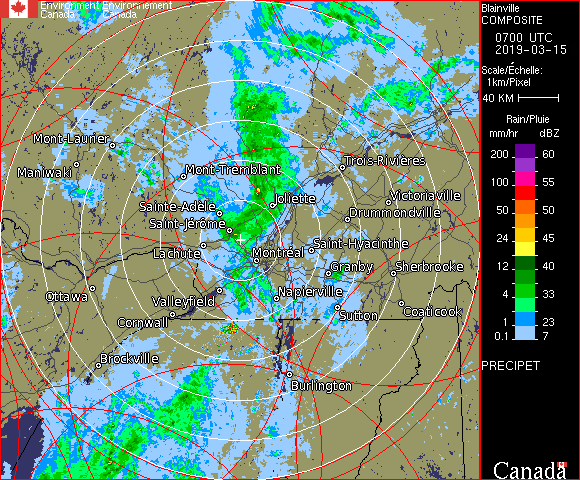 Environment Environnement
Canada Canada
Blainville
COMPOSITE
0700 UTC
2019-03-15
Scale/Échelle:
1km/Pixel
40 KM
Rain/Pluie
mm/hr dBZ
200 60
100 55
50 50
24 45
12 40
8 33
4 33
1 23
0.1 7
PRECIPET
Canada
Mont-Laurier
Maniwaki
Mont-Tremblant
Trois-Rivières
Sainte-Adèle
Joliette
Victoriaville
Saint-Jérôme
Drummondville
Lachute
Montréal
Saint-Hyacinthe
Granby
Sherbrooke
Ottawa
Valleyfield
Napierville
Cornwall
Sutton
Coaticook
Brockville
Burlington